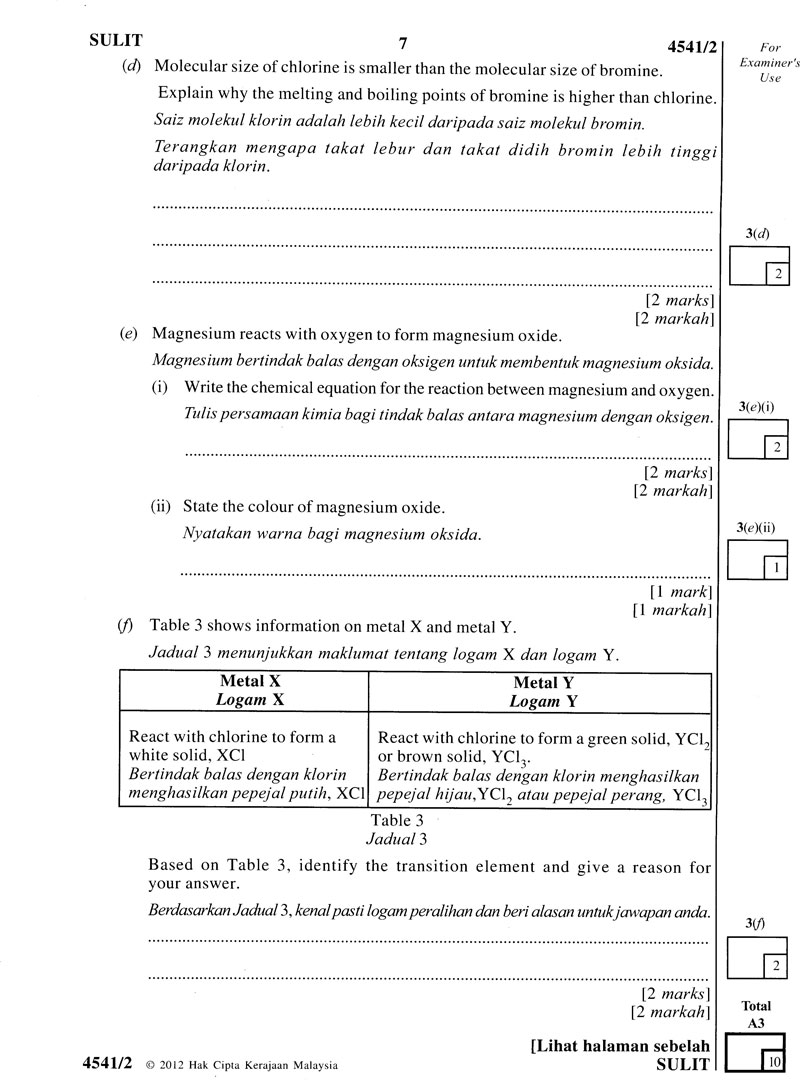 SULIT 7 4541/2
For
Examiner's
Use
(d) Molecular size of chlorine is smaller than the molecular size of bromine.
Explain why the melting and boiling points of bromine is higher than chlorine.
Saiz molekul klorin adalah lebih kecil daripada saiz molekul bromin.
Terangkan mengapa takat lebur dan takat didih bromin lebih tinggi
daripada klorin.
3(d)
2
[2 marks]
[2 markah]
(e) Magnesium reacts with oxygen to form magnesium oxide.
Magnesium bertindak balas dengan oksigen untuk membentuk magnesium oksida.
(i) Write the chemical equation for the reaction between magnesium and oxygen.
Tulis persamaan kimia bagi tindak balas antara magnesium dengan oksigen.
3(e)(i)
2
[2 marks]
[2 markah]
(ii) State the colour of magnesium oxide.
Nyatakan warna bagi magnesium oksida.
3(e)(ii)
1
[1 mark]
[1 markah]
(f) Table 3 shows information on metal X and metal Y.
Jadual 3 menunjukkan maklumat tentang logam X dan logam Y.
Metal X
Logam X
Metal Y
Logam Y
React with chlorine to form a
white solid, XCl
Bertindak balas dengan klorin
menghasilkan pepejal putih, XCl
React with chlorine to form a green solid, YCl₂
or brown solid, YCl₃.
Bertindak balas dengan klorin menghasilkan
pepejal hijau,YCl₂ atau pepejal perang, YCl₃
Table 3
Jadual 3
Based on Table 3, identify the transition element and give a reason for
your answer.
Berdasarkan Jadual 3, kenal pasti logam peralihan dan beri alasan untuk jawapan anda.
3(f)
2
[2 marks]
[2 markah]
Total
A3
10
[Lihat halaman sebelah
4541/2 © 2012 Hak Cipta Kerajaan Malaysia SULIT